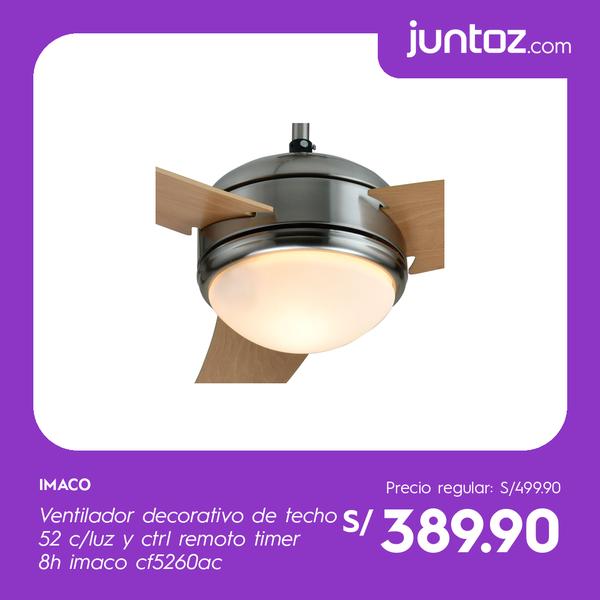 juntoz.com
IMACO
Precio regular: S/499.90
Ventilador decorativo de techo
52 c/luz y ctrl remoto timer
8h imaco cf5260ac
S/ 389.90